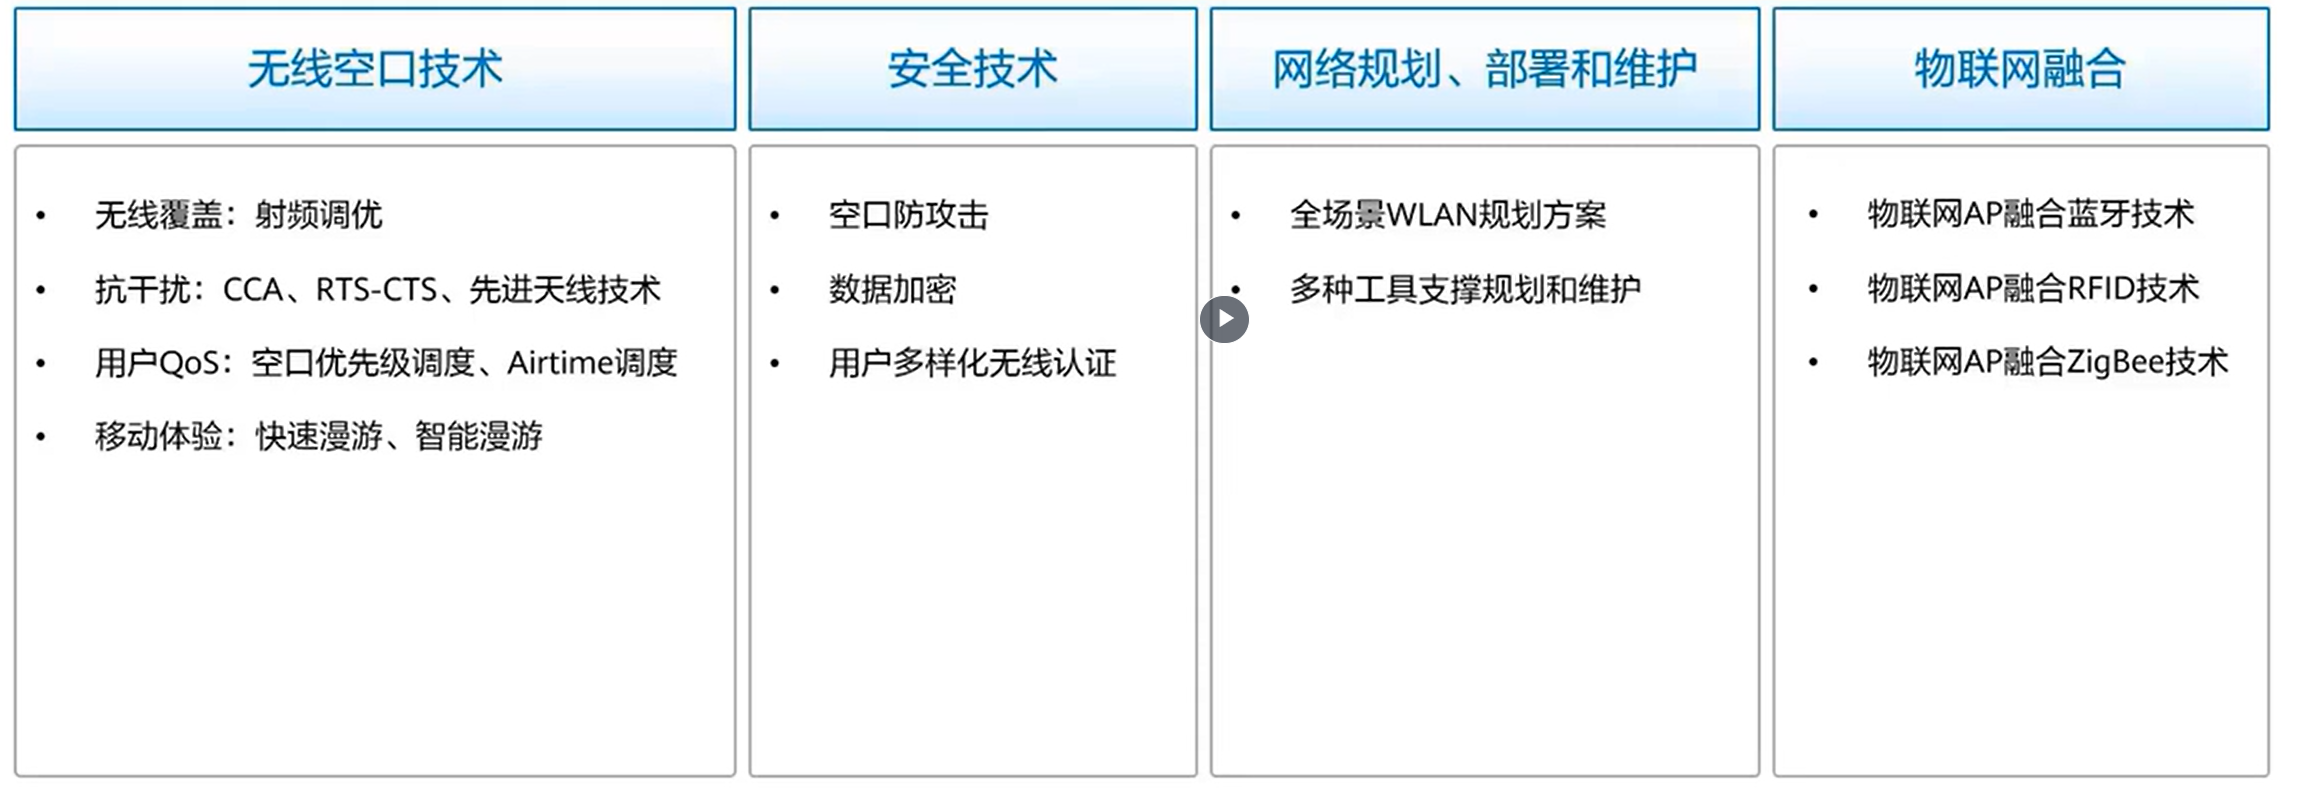 无线空口技术
无线覆盖：射频调优
抗干扰：CCA、RTS-CTS、先进天线技术
用户QoS：空口优先级调度、Airtime调度
移动体验：快速漫游、智能漫游
安全技术
空口防攻击
数据加密
用户多样化无线认证
网络规划、部署和维护
全场景WLAN规划方案
多种工具支撑规划和维护
物联网融合
物联网AP融合蓝牙技术
物联网AP融合RFID技术
物联网AP融合ZigBee技术